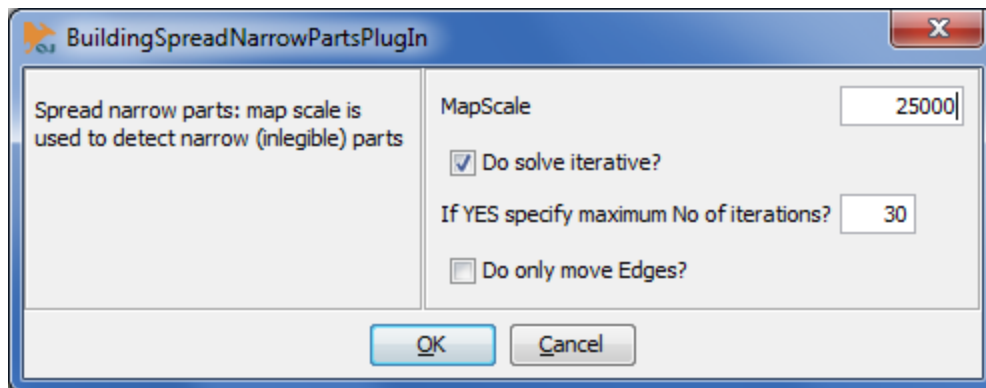 BuildingSpreadNarrowPartsPlugIn
Spread narrow parts: map scale is
used to detect narrow (inlegible) parts
MapScale
25000
Do solve iterative?
If YES specify maximum No of iterations?
30
Do only move Edges?
OK
Cancel